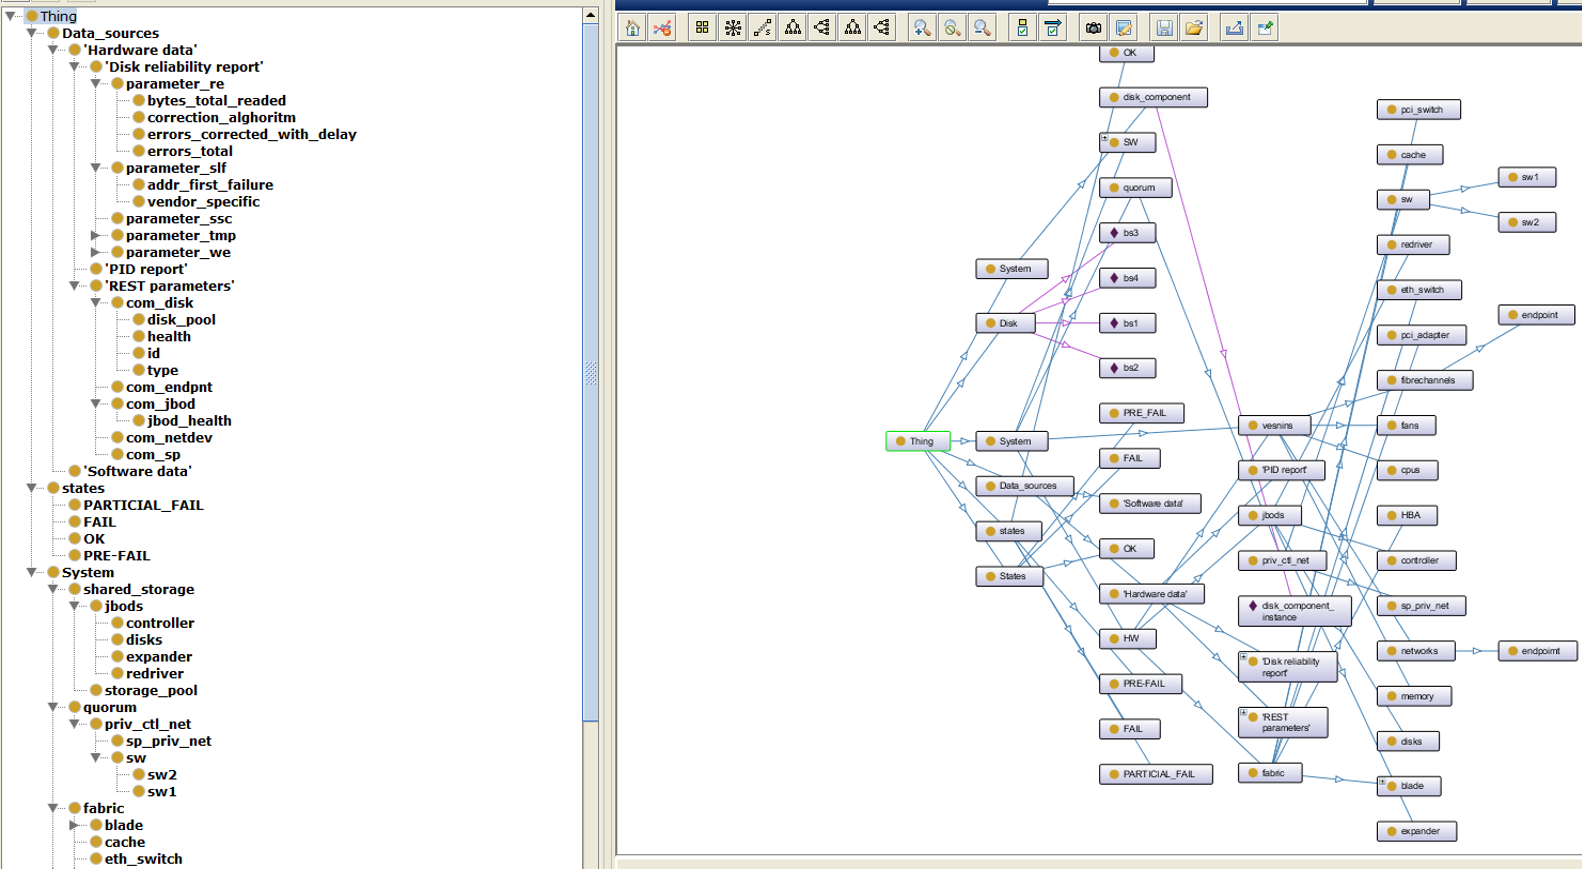 Thing
Data_sources
'Hardware data'
'Disk reliability report'
parameter_re
bytes_total_readed
correction_alghoritm
errors_corrected_with_delay
errors_total
parameter_slf
addr_first_failure
vendor_specific
parameter_ssc
parameter_tmp
parameter_we
'PID report'
'REST parameters'
com_disk
disk_pool
health
id
type
com_endpnt
com_jbod
jbod_health
com_netdev
com_sp
'Software data'
states
PARTICIAL_FAIL
FAIL
OK
PRE-FAIL
System
shared_storage
jbods
controller
disks
expander
redriver
storage_pool
quorum
priv_ctl_net
sp_priv_net
sw
sw2
sw1
fabric
blade
cache
eth_switch
Thing
System
Disk
System
Data_sources
states
States
OK
disk_component
SW
quorum
bs3
bs4
bs1
bs2
PRE_FAIL
FAIL
'Software data'
OK
'Hardware data'
HW
PRE-FAIL
FAIL
PARTICIAL_FAIL
vesnins
'PID report'
jbods
priv_ctl_net
disk_component_
instance
'Disk reliability
report'
'REST
parameters'
fabric
pci_switch
cache
sw
redriver
eth_switch
pci_adapter
fibrechannels
fans
cpus
HBA
controller
sp_priv_net
networks
memory
disks
blade
expander
sw1
sw2
endpoint
endpoimt